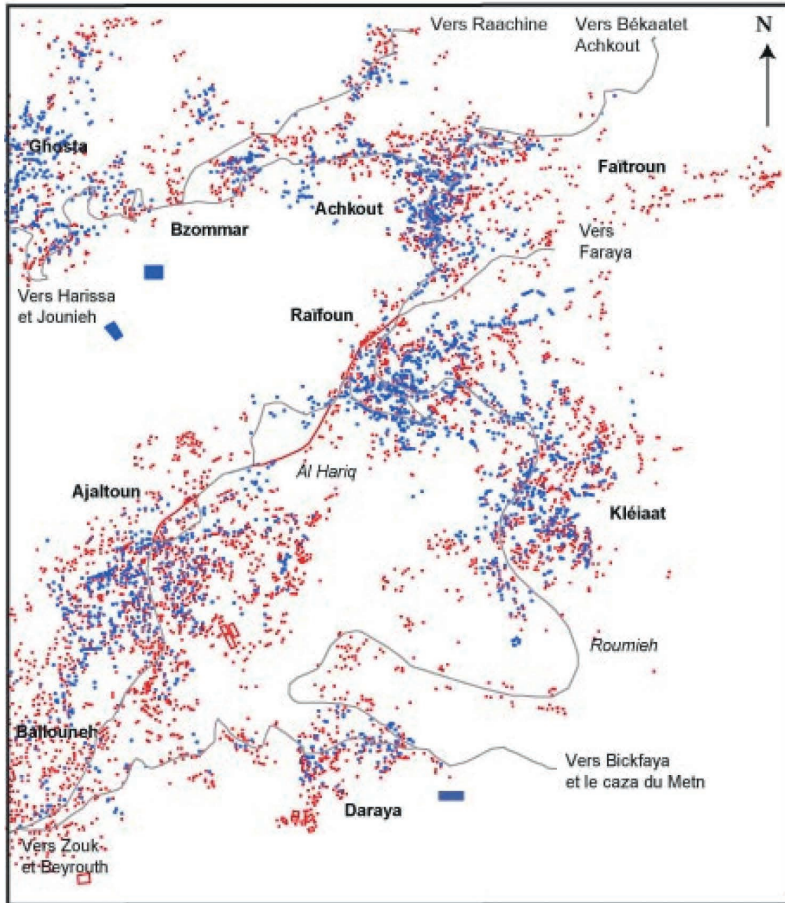 Vers Raachine
Vers Békaatet
Achkout
N
Ghosta
Faïtroun
Achkout
Bzommar
Vers
Faraya
Vers Harissa
et Jounieh
Raïfoun
Al Hariq
Ajaltoun
Kléiaat
Roumieh
Ballouneh
Vers Bickfaya
et le caza du Metn
Daraya
Vers Zouk
et Beyrouth